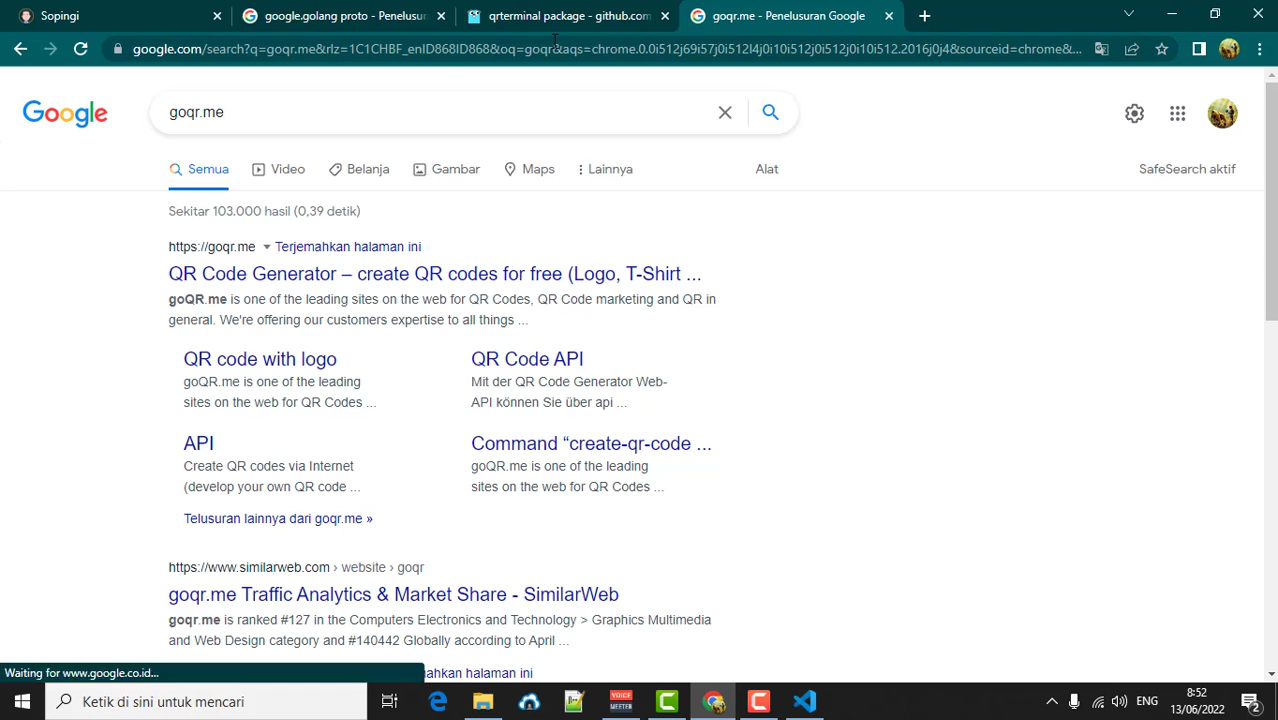 Sopingi
google.golang proto - Penelusura
qrterminal package - github.com
goqr.me - Penelusuran Google
google.com/search?q=goqr.me&rlz=1C1CHBF_enID868ID868&oq=goqr&aqs=chrome.0.0i512j69i57j0i512l4j0i10i512j0i512j0i10i512.2016j0j4&sourceid=chrome&...
Google
goqr.me
Semua
Video
Belanja
Gambar
Maps
Lainnya
Alat
SafeSearch aktif
Sekitar 103.000 hasil (0,39 detik)
https://goqr.me Terjemahkan halaman ini
QR Code Generator – create QR codes for free (Logo, T-Shirt ...
goQR.me is one of the leading sites on the web for QR Codes, QR Code marketing and QR in
general. We're offering our customers expertise to all things ...
QR code with logo
goQR.me is one of the leading
sites on the web for QR Codes ...
QR Code API
Mit der QR Code Generator Web-
API können Sie über api ...
API
Create QR codes via Internet
(develop your own QR code ...
Command “create-qr-code ...
goQR.me is one of the leading
sites on the web for QR Codes ...
Telusuran lainnya dari goqr.me »
https://www.similarweb.com › website › goqr
goqr.me Traffic Analytics & Market Share - SimilarWeb
goqr.me is ranked #127 in the Computers Electronics and Technology > Graphics Multimedia
and Web Design category and #140442 Globally according to April ...
Waiting for www.google.co.id...
ahkan halaman ini
Ketik di sini untuk mencari
VOICE
MEETER
ENG
8:52
13/06/2022
2